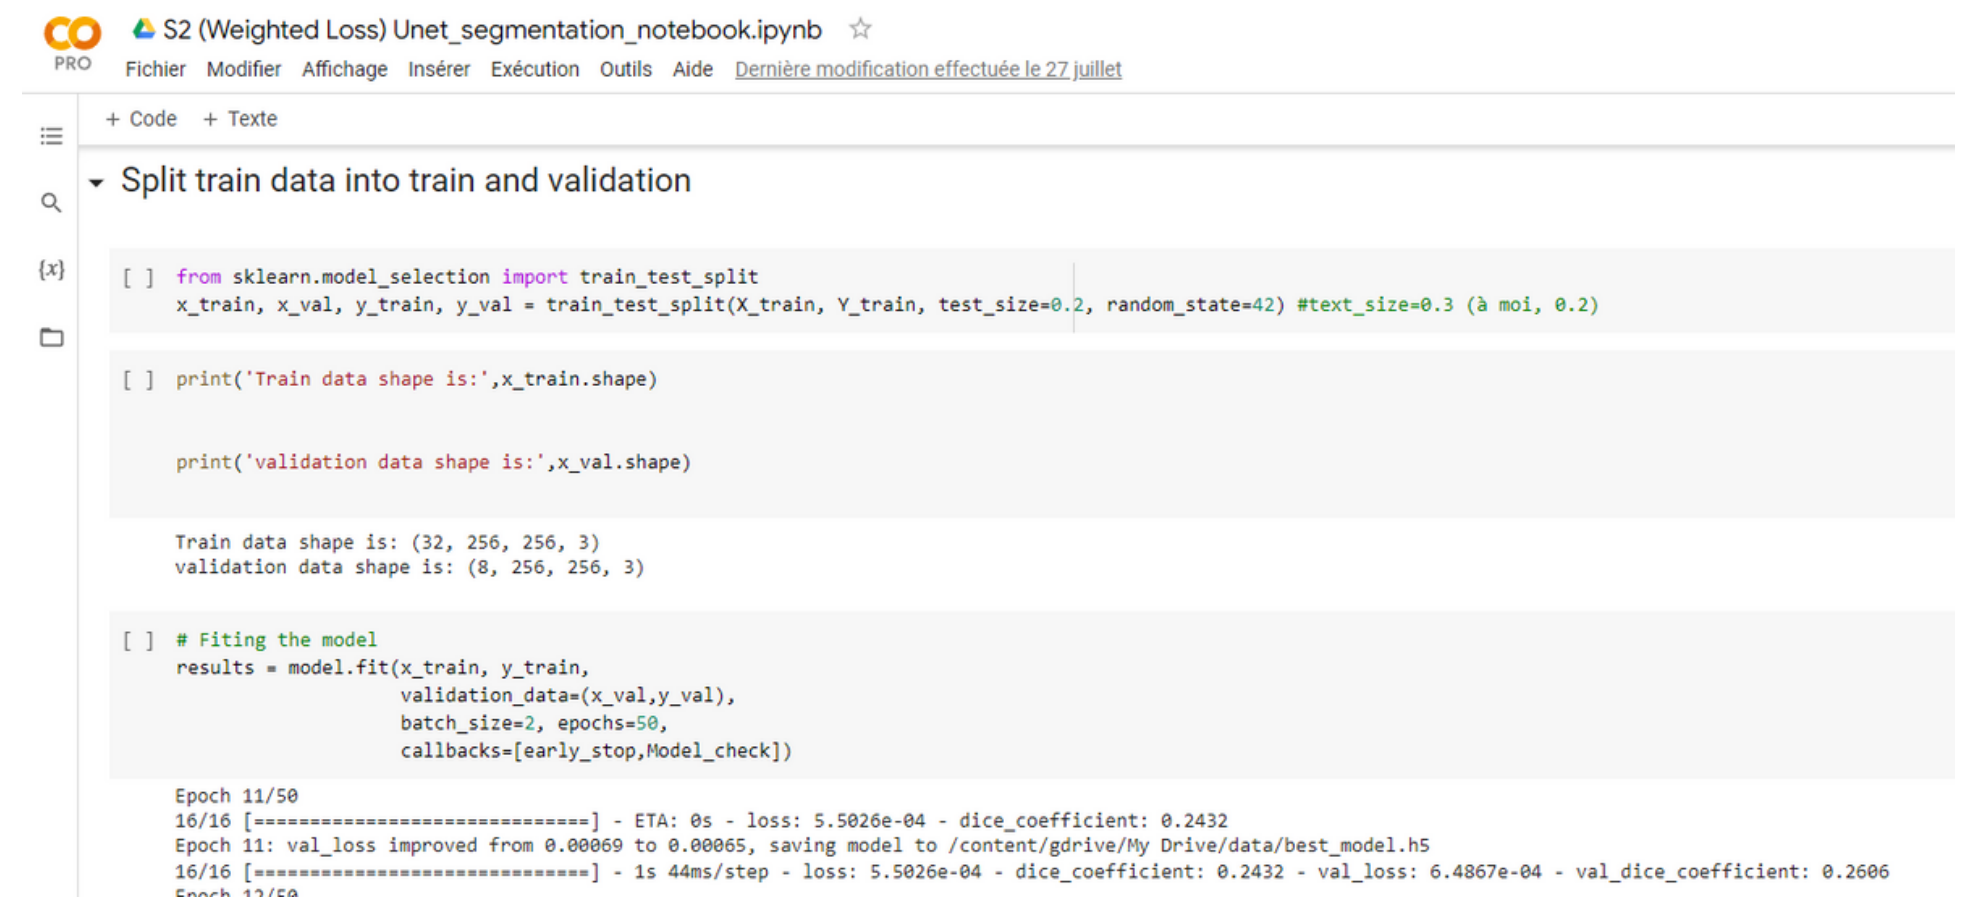 CO
PRO
S2 (Weighted Loss) Unet_segmentation_notebook.ipynb
Fichier Modifier Affichage Insérer Exécution Outils Aide Dernière modification effectuée le 27 juillet
+ Code + Texte
Split train data into train and validation
{x}
[ ] from sklearn.model_selection import train_test_split
x_train, x_val, y_train, y_val = train_test_split(X_train, Y_train, test_size=0.2, random_state=42) #text_size=0.3 (à moi, 0.2)
[ ] print('Train data shape is:',x_train.shape)
print('validation data shape is:',x_val.shape)
Train data shape is: (32, 256, 256, 3)
validation data shape is: (8, 256, 256, 3)
[ ] # Fiting the model
results = model.fit(x_train, y_train,
validation_data=(x_val,y_val),
batch_size=2, epochs=50,
callbacks=[early_stop,Model_check])
Epoch 11/50
16/16 [==============================] - ETA: 0s - loss: 5.5026e-04 - dice_coefficient: 0.2432
Epoch 11: val_loss improved from 0.00069 to 0.00065, saving model to /content/gdrive/My Drive/data/best_model.h5
16/16 [==============================] - 1s 44ms/step - loss: 5.5026e-04 - dice_coefficient: 0.2432 - val_loss: 6.4867e-04 - val_dice_coefficient: 0.2606
Epoch 12/50